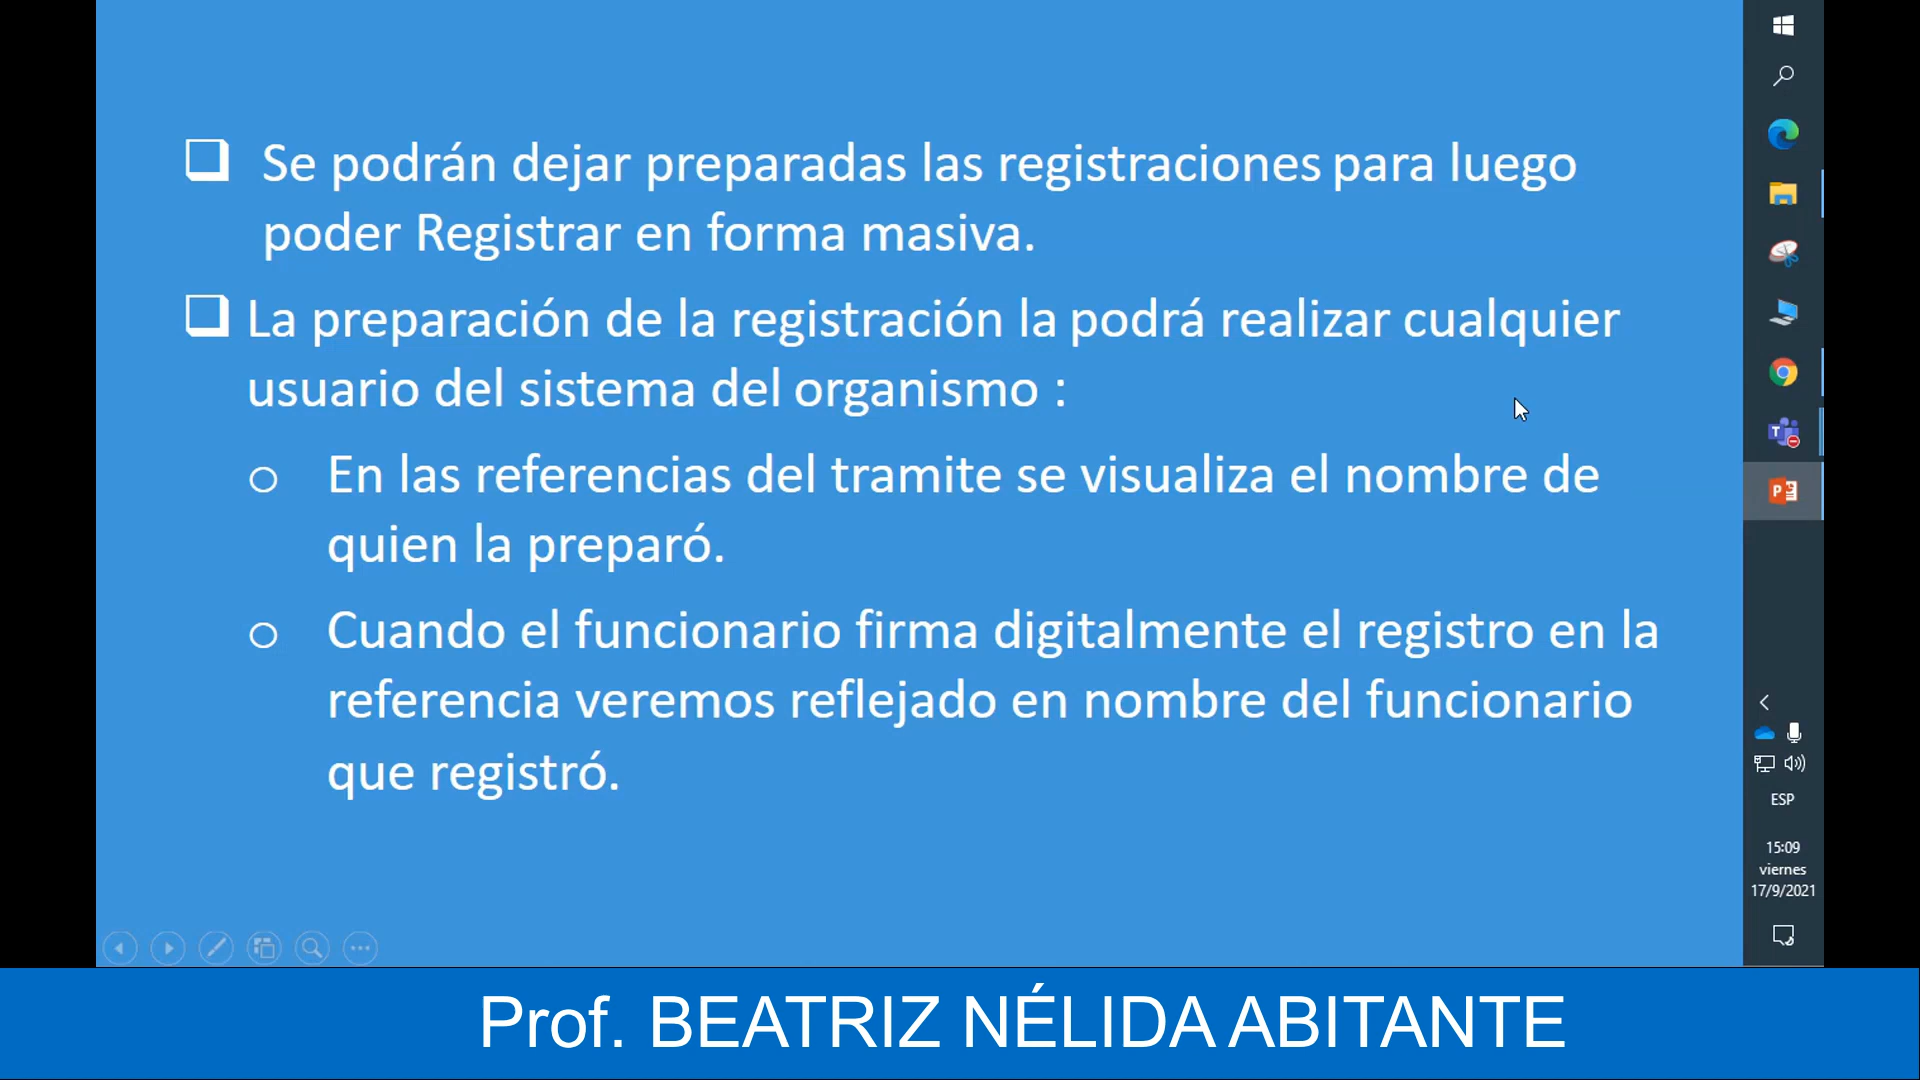 Se podrán dejar preparadas las registraciones para luego
poder Registrar en forma masiva.
La preparación de la registración la podrá realizar cualquier
usuario del sistema del organismo :
En las referencias del tramite se visualiza el nombre de
quien la preparó.
Cuando el funcionario firma digitalmente el registro en la
referencia veremos reflejado en nombre del funcionario
que registró.
ESP
15:09
viernes
17/9/2021
Prof. BEATRIZ NÉLIDA ABITANTE